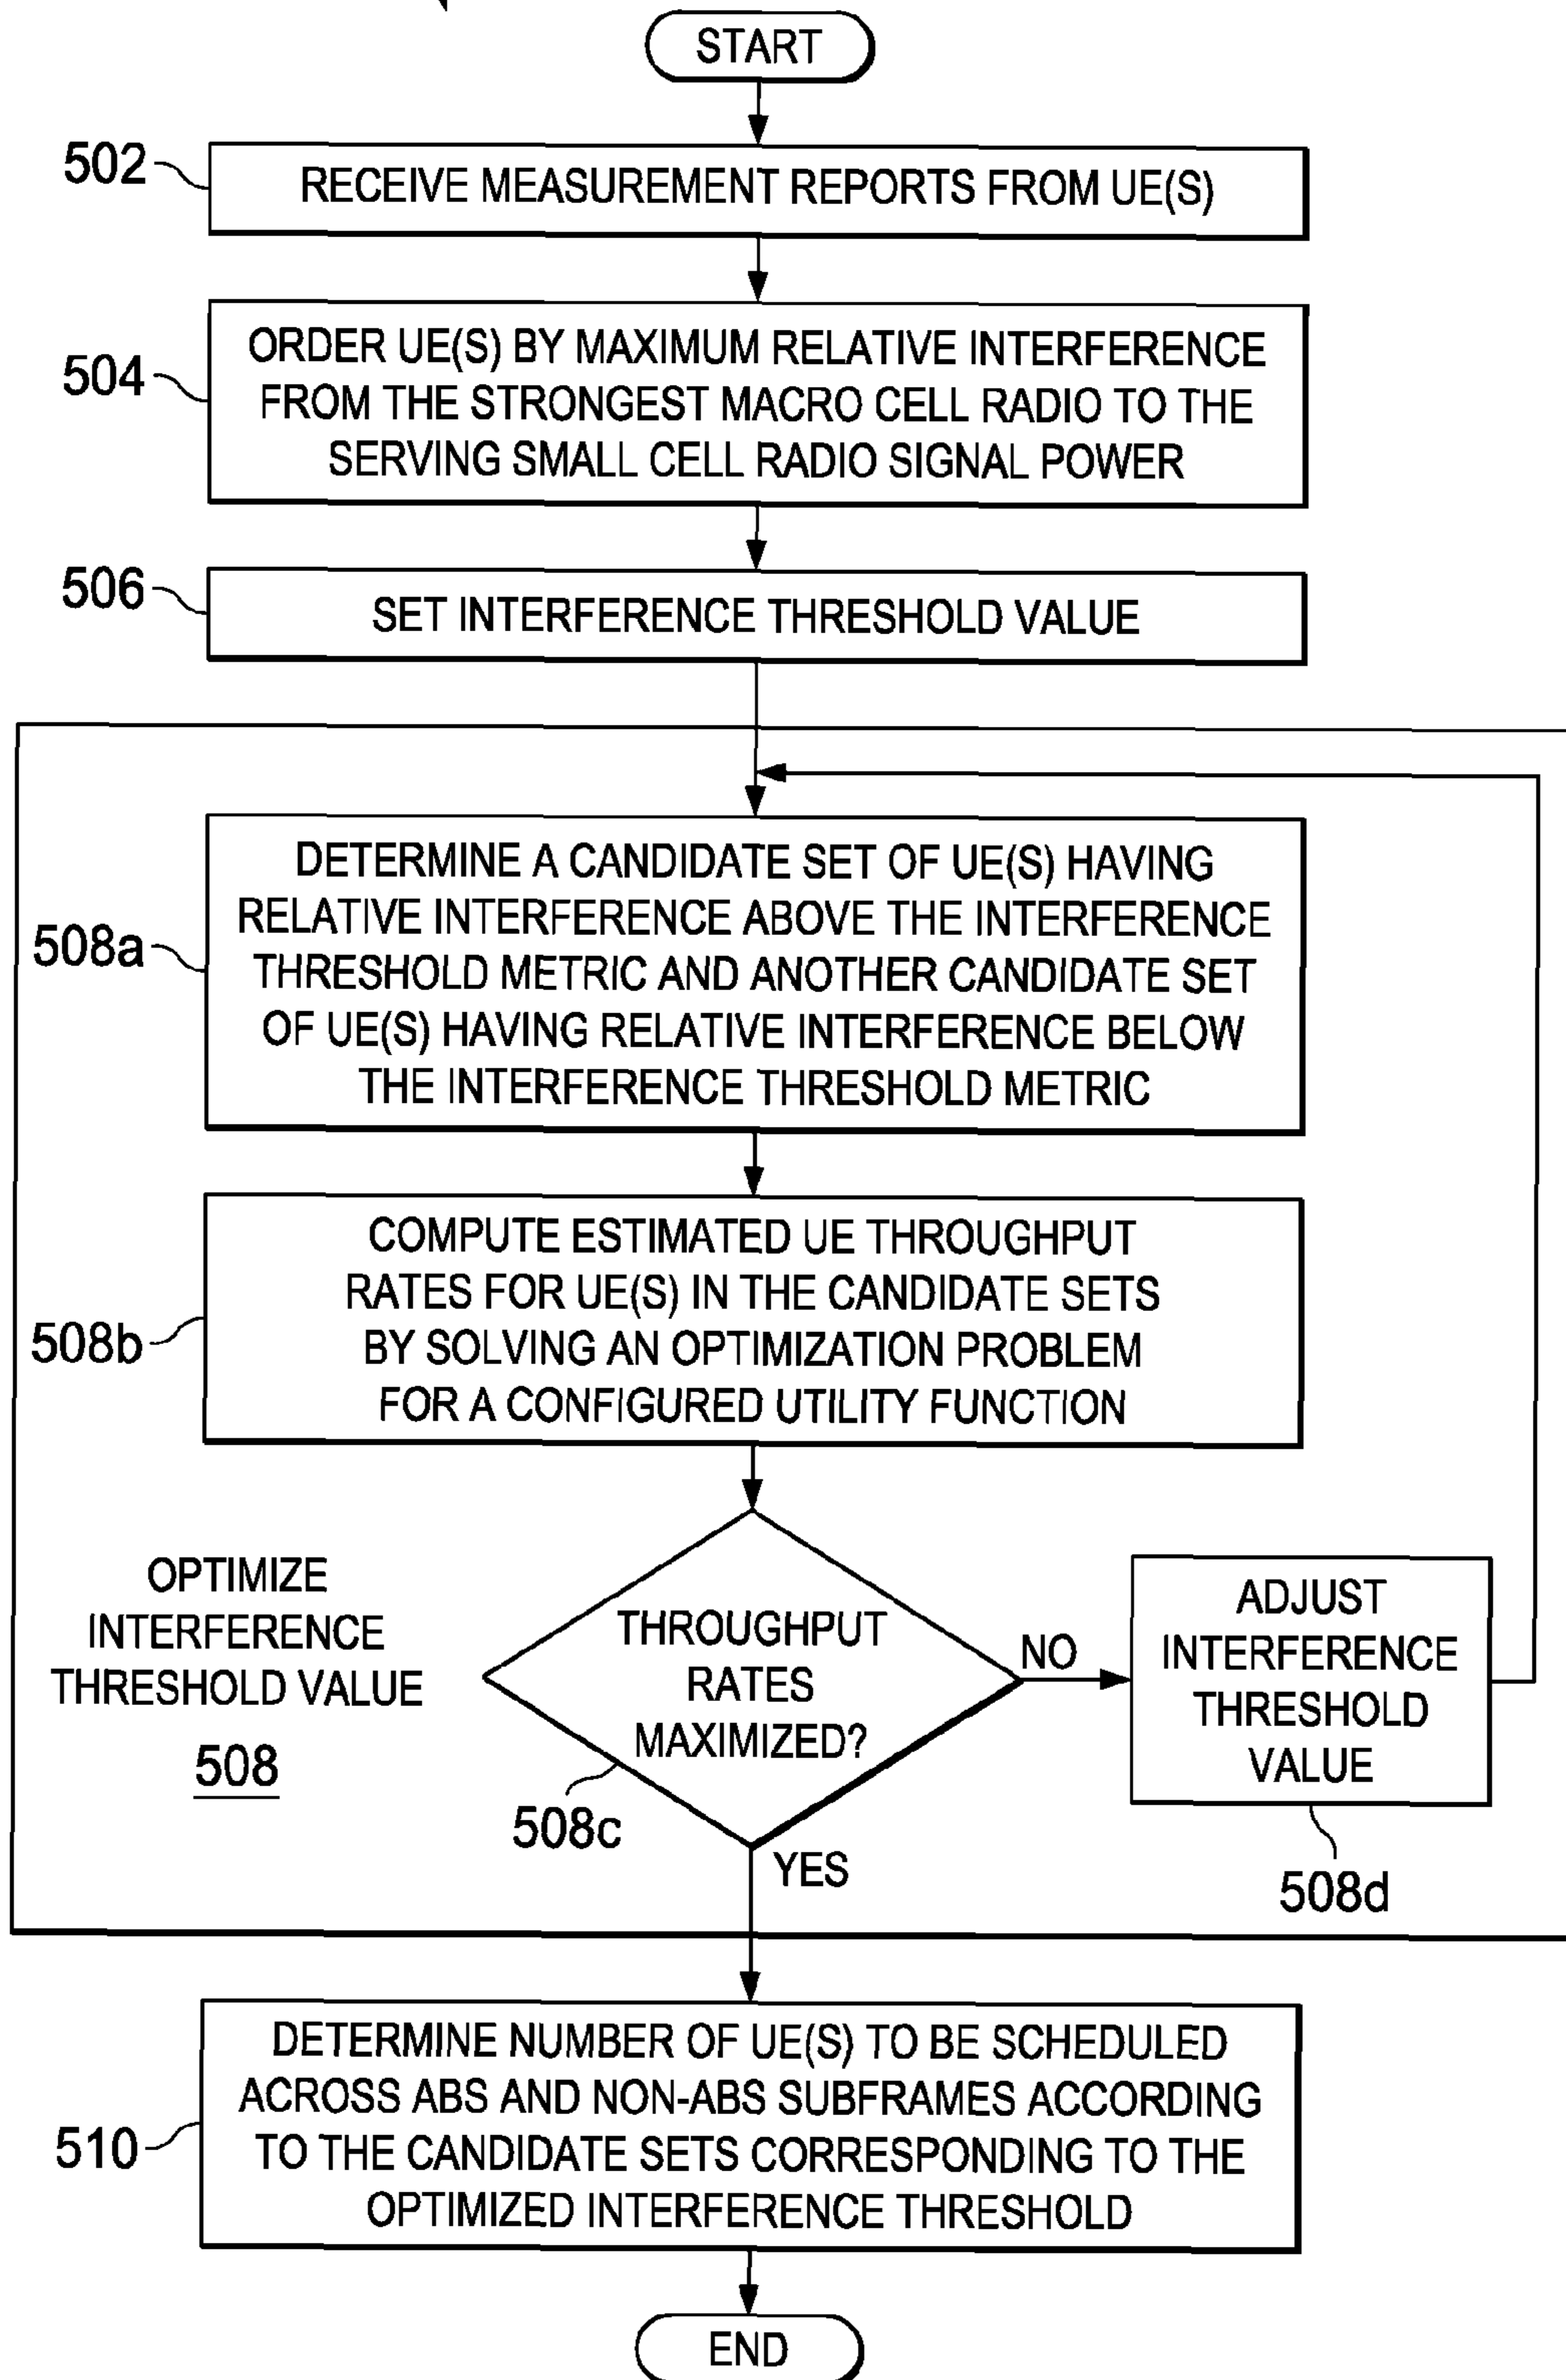 START
502
RECEIVE MEASUREMENT REPORTS FROM UE(S)
504
ORDER UE(S) BY MAXIMUM RELATIVE INTERFERENCE
FROM THE STRONGEST MACRO CELL RADIO TO THE
SERVING SMALL CELL RADIO SIGNAL POWER
506
SET INTERFERENCE THRESHOLD VALUE
508a
DETERMINE A CANDIDATE SET OF UE(S) HAVING
RELATIVE INTERFERENCE ABOVE THE INTERFERENCE
THRESHOLD METRIC AND ANOTHER CANDIDATE SET
OF UE(S) HAVING RELATIVE INTERFERENCE BELOW
THE INTERFERENCE THRESHOLD METRIC
508b
COMPUTE ESTIMATED UE THROUGHPUT
RATES FOR UE(S) IN THE CANDIDATE SETS
BY SOLVING AN OPTIMIZATION PROBLEM
FOR A CONFIGURED UTILITY FUNCTION
OPTIMIZE
INTERFERENCE
THRESHOLD VALUE
508
THROUGHPUT
RATES
MAXIMIZED?
508c
NO
ADJUST
INTERFERENCE
THRESHOLD
VALUE
508d
YES
510
DETERMINE NUMBER OF UE(S) TO BE SCHEDULED
ACROSS ABS AND NON-ABS SUBFRAMES ACCORDING
TO THE CANDIDATE SETS CORRESPONDING TO THE
OPTIMIZED INTERFERENCE THRESHOLD
END